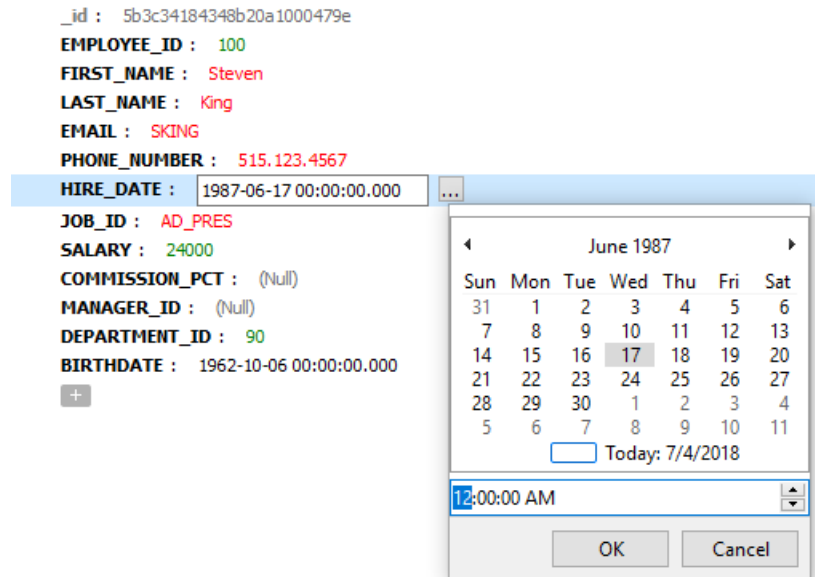 _id : 5b3c34184348b20a1000479e
EMPLOYEE_ID : 100
FIRST_NAME : Steven
LAST_NAME : King
EMAIL : SKING
PHONE_NUMBER : 515.123.4567
HIRE_DATE : 1987-06-17 00:00:00.000 ...
JOB_ID : AD_PRES
SALARY : 24000
COMMISSION_PCT : (Null)
MANAGER_ID : (Null)
DEPARTMENT_ID : 90
BIRTHDATE : 1962-10-06 00:00:00.000
+
June 1987
Sun Mon Tue Wed Thu Fri Sat
31 1 2 3 4 5 6
7 8 9 10 11 12 13
14 15 16 17 18 19 20
21 22 23 24 25 26 27
28 29 30 1 2 3 4
5 6 7 8 9 10 11
Today: 7/4/2018
12:00:00 AM
OK Cancel